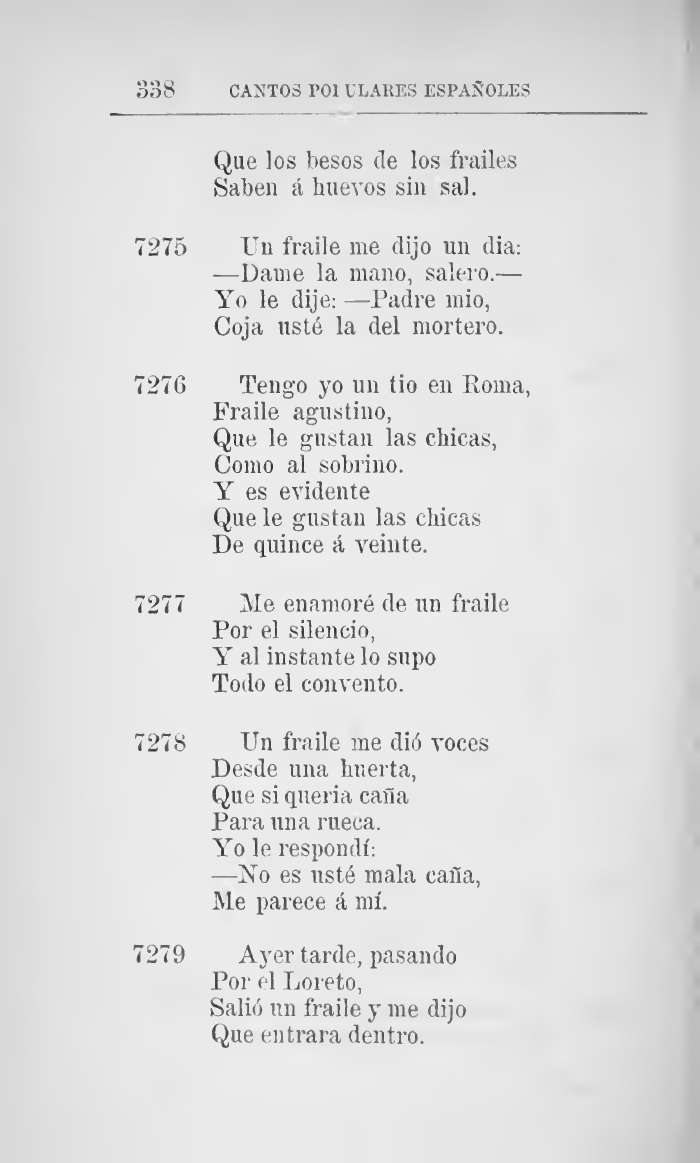 338 CANTOS POPULARES ESPAÑOLES
Que los besos de los frailes
Saben á huevos sin sal.
7275 Un fraile me dijo un dia:
—Dame la mano, salero.—
Yo le dije: —Padre mio,
Coja usté la del mortero.
7276 Tengo yo un tio en Roma,
Fraile agustino,
Que le gustan las chicas,
Como al sobrino.
Y es evidente
Que le gustan las chicas
De quince á veinte.
7277 Me enamoré de un fraile
Por el silencio,
Y al instante lo supo
Todo el convento.
7278 Un fraile me dió voces
Desde una huerta,
Que si queria caña
Para una rueca.
Yo le respondí:
—No es usté mala caña,
Me parece á mí.
7279 Ayer tarde, pasando
Por el Loreto,
Salió un fraile y me dijo
Que entrara dentro.